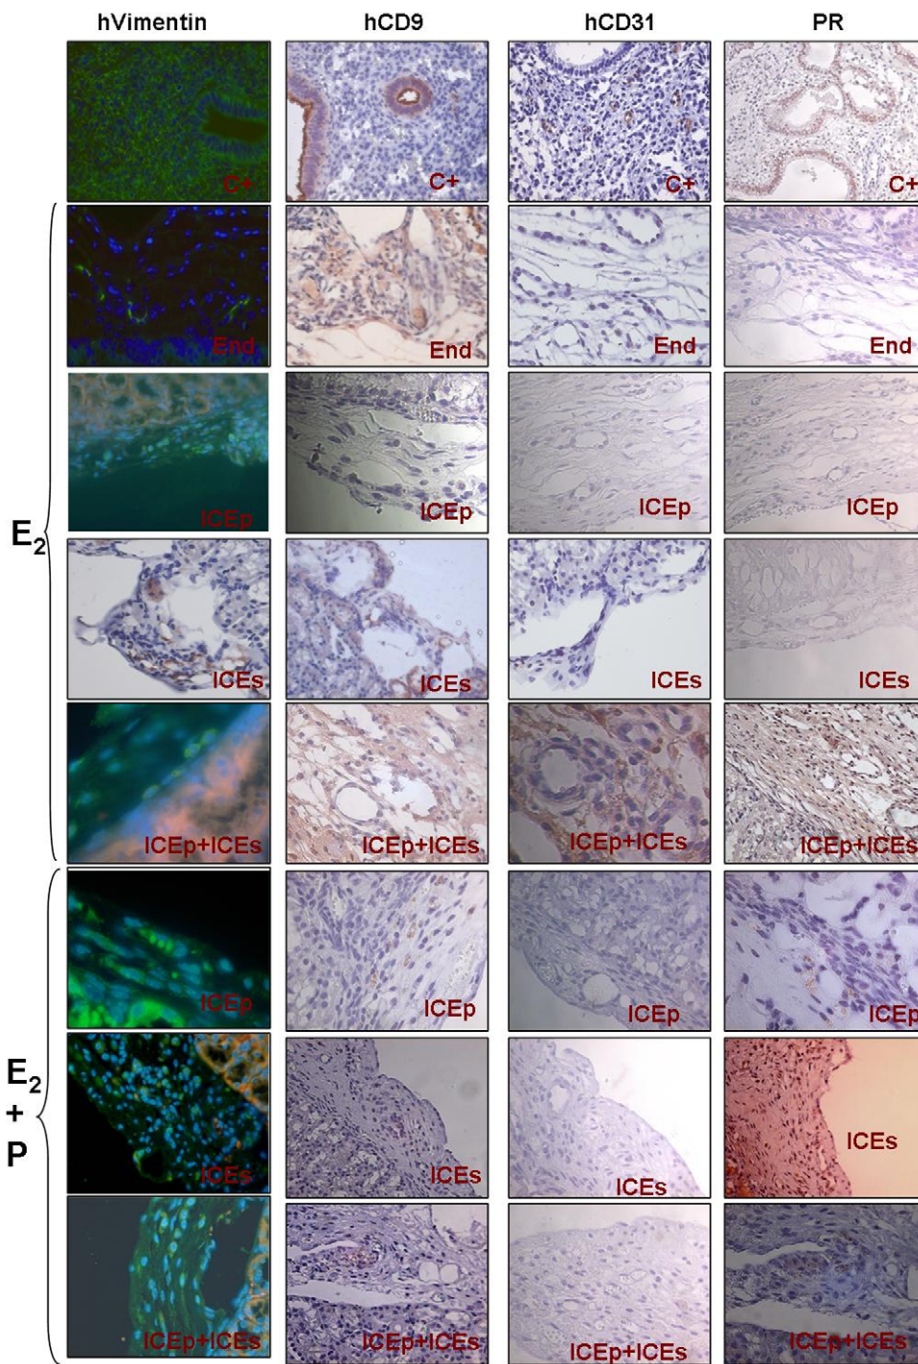 hVimentin hCD9 hCD31 PR
C+ C+ C+ C+
End End End End
ICEp ICEp ICEp ICEp
E2
ICEs ICEs ICEs ICEs
ICEp+ICEs ICEp+ICEs ICEp+ICEs ICEp+ICEs
ICEp ICEp ICEp ICEp
E2
+
P
ICEs ICEs ICEs ICEs
ICEp+ICEs ICEp+ICEs ICEp+ICEs ICEp+ICEs